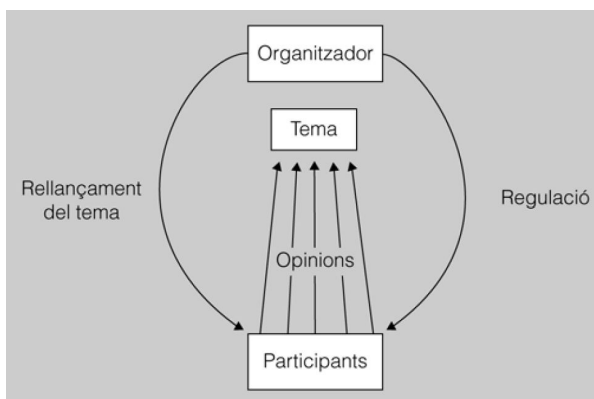 Organitzador
Tema
Rellançament
del tema
Regulació
Opinions
Participants